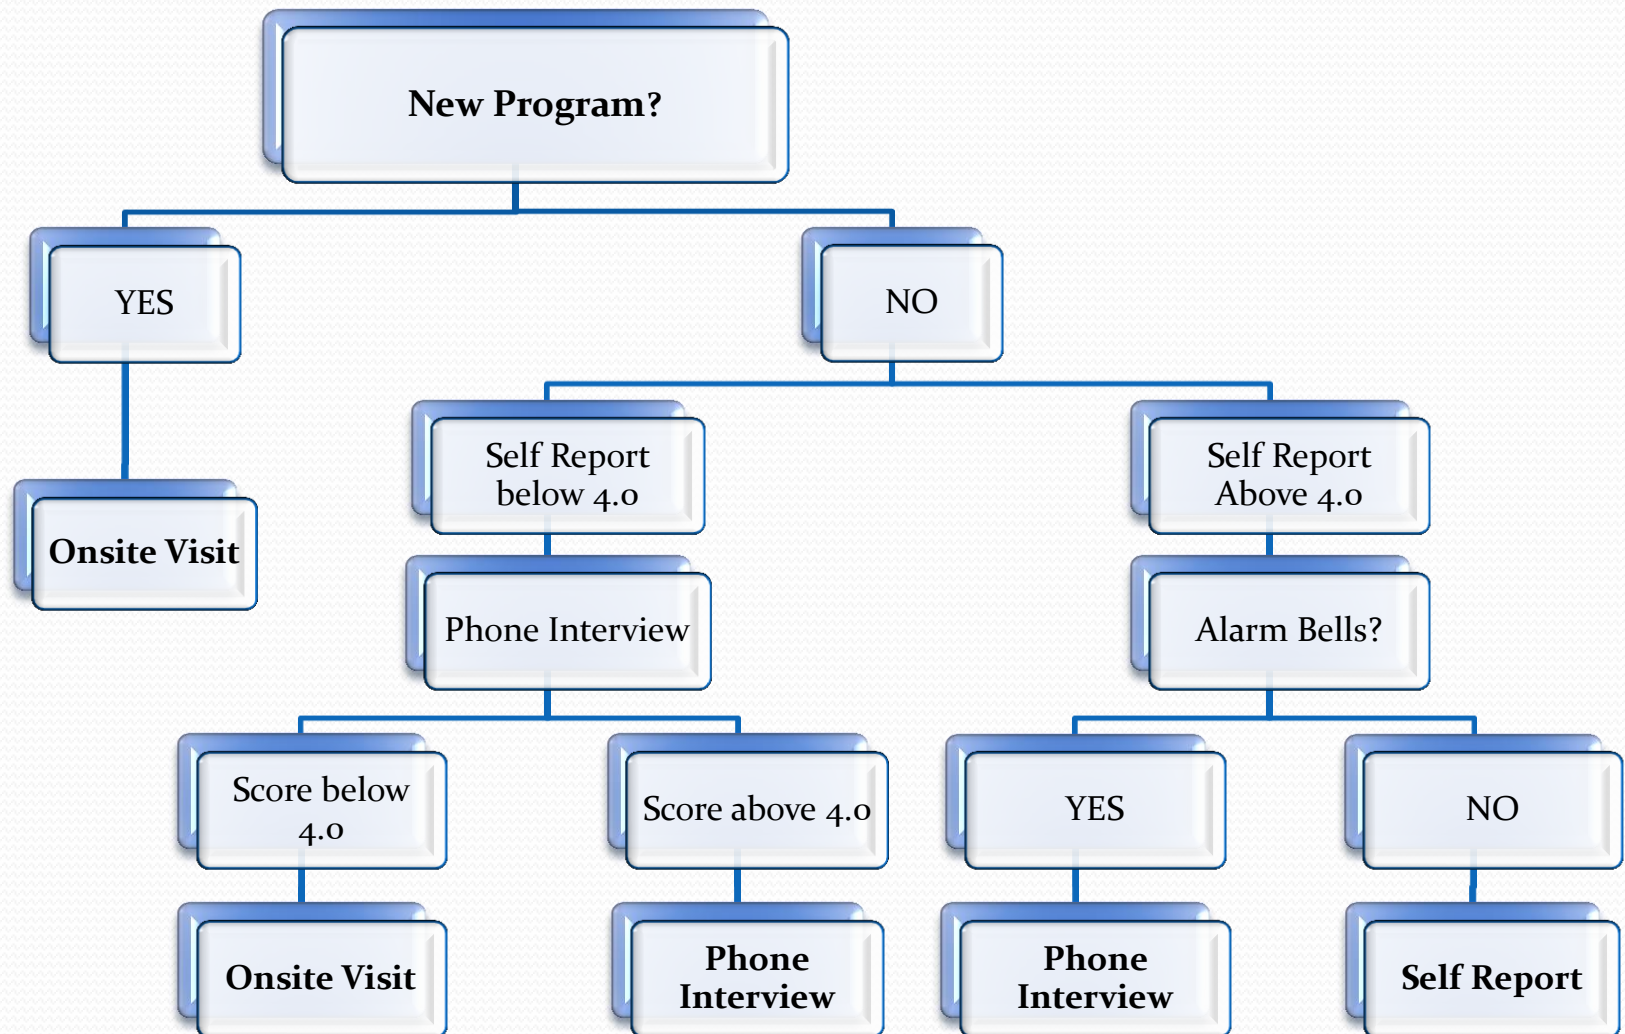 New Program?
YES
NO
Self Report
below 4.0
Self Report
Above 4.0
Onsite Visit
Phone Interview
Alarm Bells?
Score below
4.0
Score above 4.0
YES
NO
Onsite Visit
Phone
Interview
Phone
Interview
Self Report